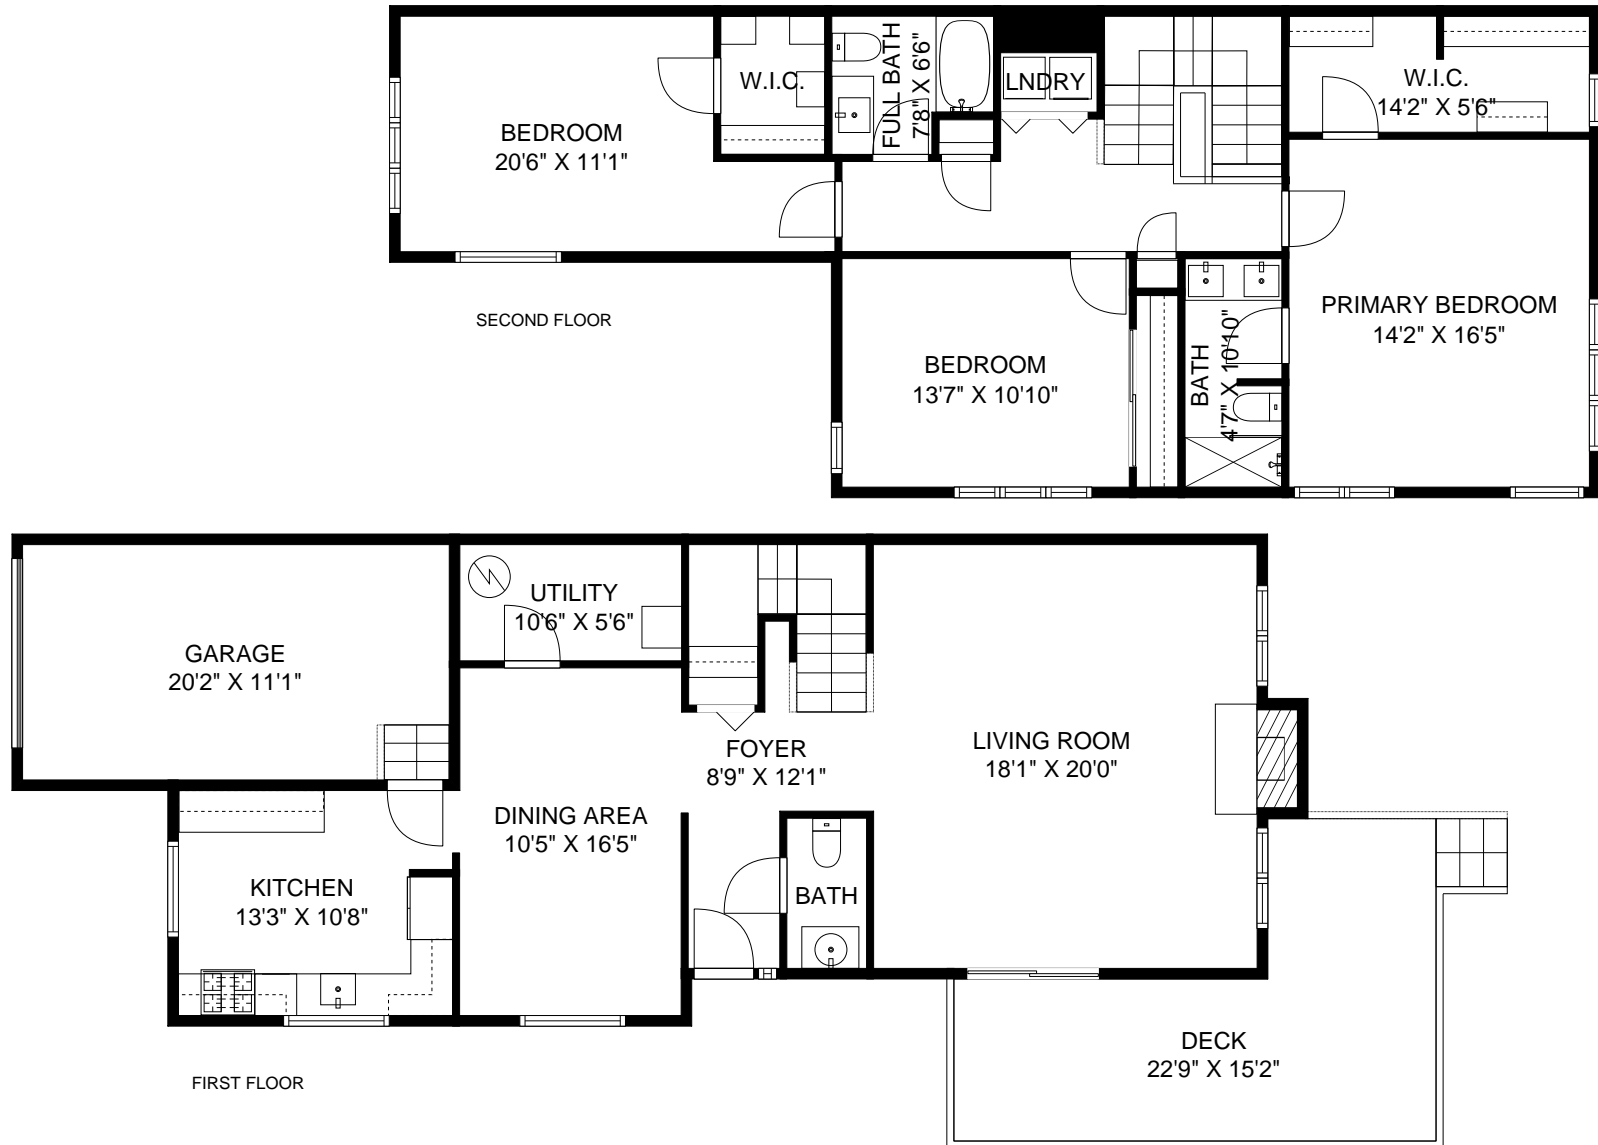 W.I.C.
FULL BATH
7'8" X 6'6"
LNDRY
W.I.C.
14'2" X 5'6"
BEDROOM
20'6" X 11'1"
PRIMARY BEDROOM
14'2" X 16'5"
SECOND FLOOR
BEDROOM
13'7" X 10'10"
BATH
4'7" X 10'10"
UTILITY
10'6" X 5'6"
GARAGE
20'2" X 11'1"
FOYER
8'9" X 12'1"
LIVING ROOM
18'1" X 20'0"
DINING AREA
10'5" X 16'5"
KITCHEN
13'3" X 10'8"
BATH
DECK
22'9" X 15'2"
FIRST FLOOR